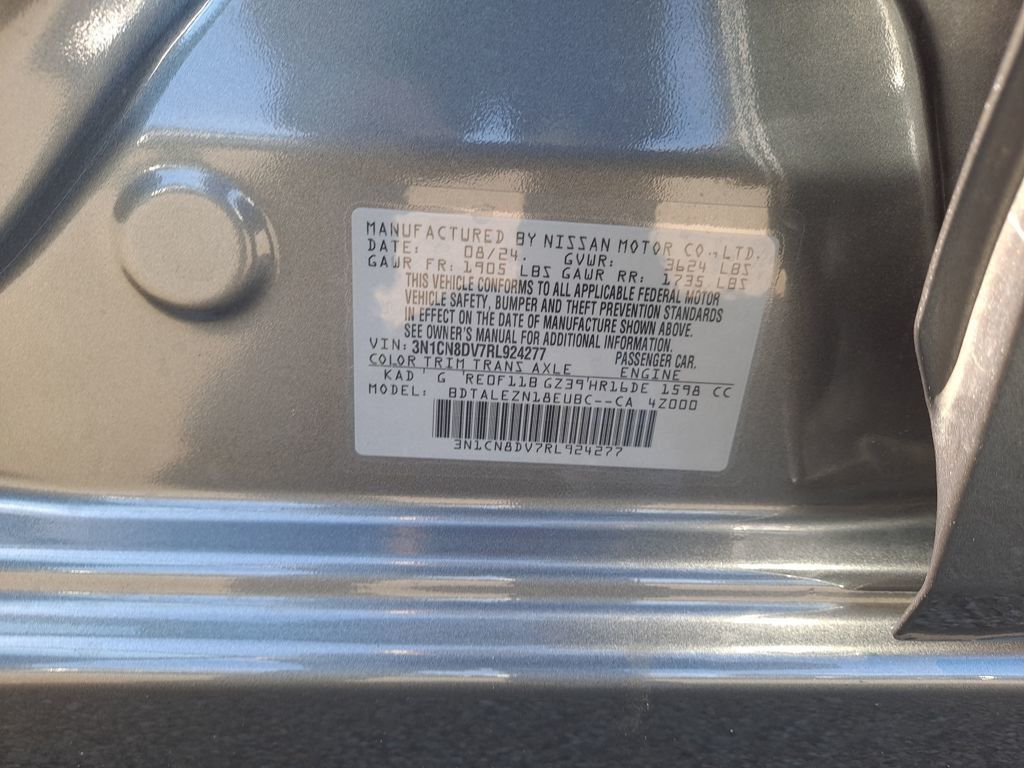 MANUFACTURED BY NISSAN MOTOR CO.,LTD.
DATE: 08/24. GVWR: 3624 LBS
GAWR FR: 1905 LBS GAWR RR: 1735 LBS
THIS VEHICLE CONFORMS TO ALL APPLICABLE FEDERAL MOTOR
VEHICLE SAFETY, BUMPER AND THEFT PREVENTION STANDARDS
IN EFFECT ON THE DATE OF MANUFACTURE SHOWN ABOVE.
SEE OWNER'S MANUAL FOR ADDITIONAL INFORMATION.
VIN: 3N1CN8DV7RL924277 PASSENGER CAR.
COLOR TRIM TRANS AXLE ENGINE
KAD ' G 'RE0F11B GZ39'HR16DE 1598 CC
MODEL: BDTALEZN18EUBC--CA 4Z000
3N1CN8DV7RL924277